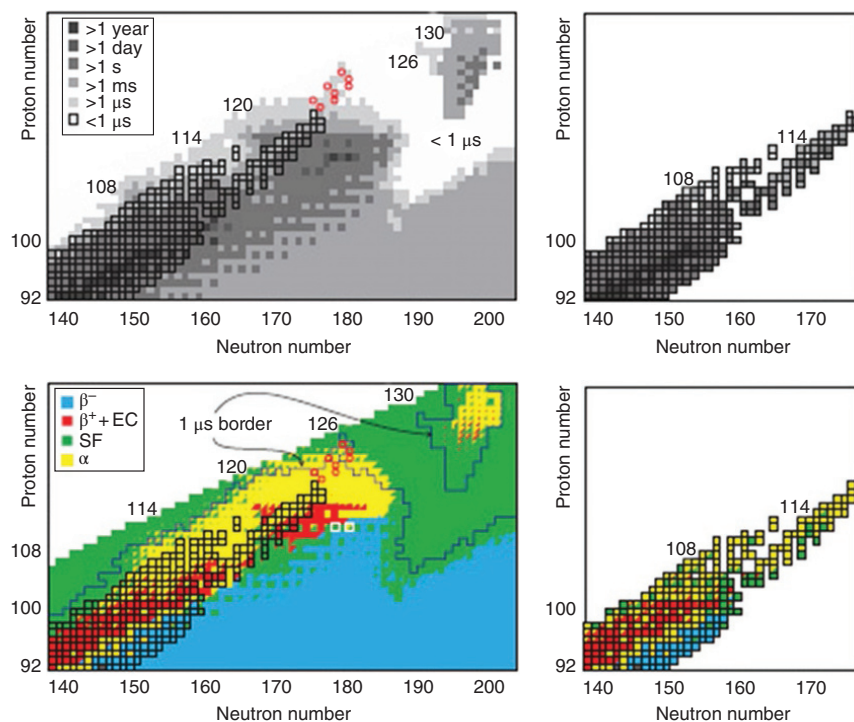 Proton number
>1 year
>1 day
>1 s
>1 ms
>1 μs
<1 μs
130
126
120
114
108
100
92
< 1 μs
140 150 160 170 180 190 200
Neutron number
Proton number
114
108
100
92
140 150 160 170
Neutron number
Proton number
β⁻
β⁺ + EC
SF
α
1 μs border
130
126
120
114
108
100
92
140 150 160 170 180 190 200
Neutron number
Proton number
114
108
100
92
140 150 160 170
Neutron number